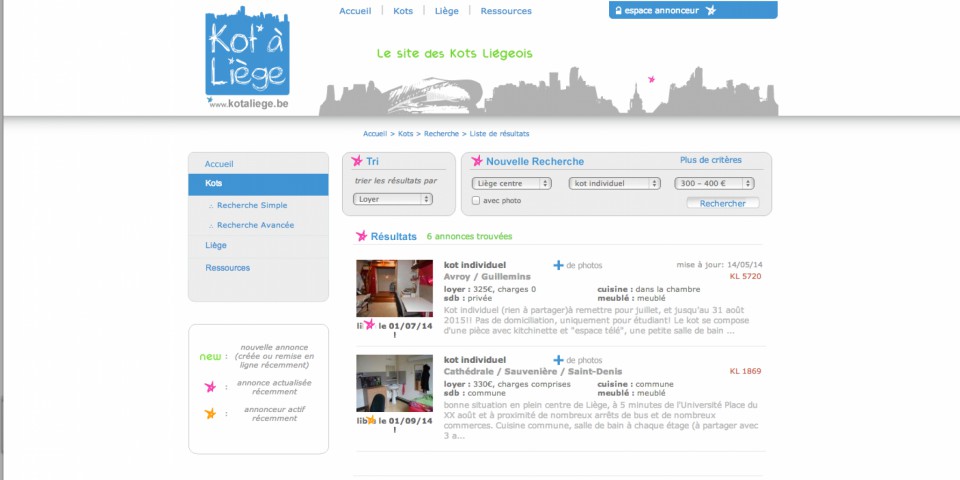 Accueil | Kots | Liège | Ressources
espace annonceur
Kot à
Liège
www.kotaliege.be
Le site des Kots Liégeois
Accueil > Kots > Recherche > Liste de résultats
Accueil
Kots
Recherche Simple
Recherche Avancée
Liège
Ressources
Tri
trier les résultats par
Loyer
Nouvelle Recherche
Plus de critères
Liège centre
kot individuel
300 – 400 €
avec photo
Rechercher
Résultats 6 annonces trouvées
kot individuel
+ de photos
mise à jour: 14/05/14
Avroy / Guillemins
KL 5720
loyer : 325€, charges 0
cuisine : dans la chambre
sdb : privée
meublé : meublé
Kot individuel (rien à partager)à remettre pour juillet, et jusqu'au 31 août
2015!! Pas de domiciliation, uniquement pour étudiant! Le kot se compose
d'une pièce avec kitchinette et "espace télé", une petite salle de bain ...
le 01/07/14
!
kot individuel
+ de photos
Cathédrale / Sauvenière / Saint-Denis
KL 1869
loyer : 330€, charges comprises
cuisine : commune
sdb : commune
meublé : meublé
bonne situation en plein centre de Liège, à 5 minutes de l'Université Place du
XX août et à proximité de nombreux arrêts de bus et de nombreux
commerces. Cuisine commune, salle de bain à chaque étage (à partager avec
3 a...
le 01/09/14
!
new : nouvelle annonce
(créée ou remise en
ligne récemment)
: annonce actualisée
récemment
: annonceur actif
récemment